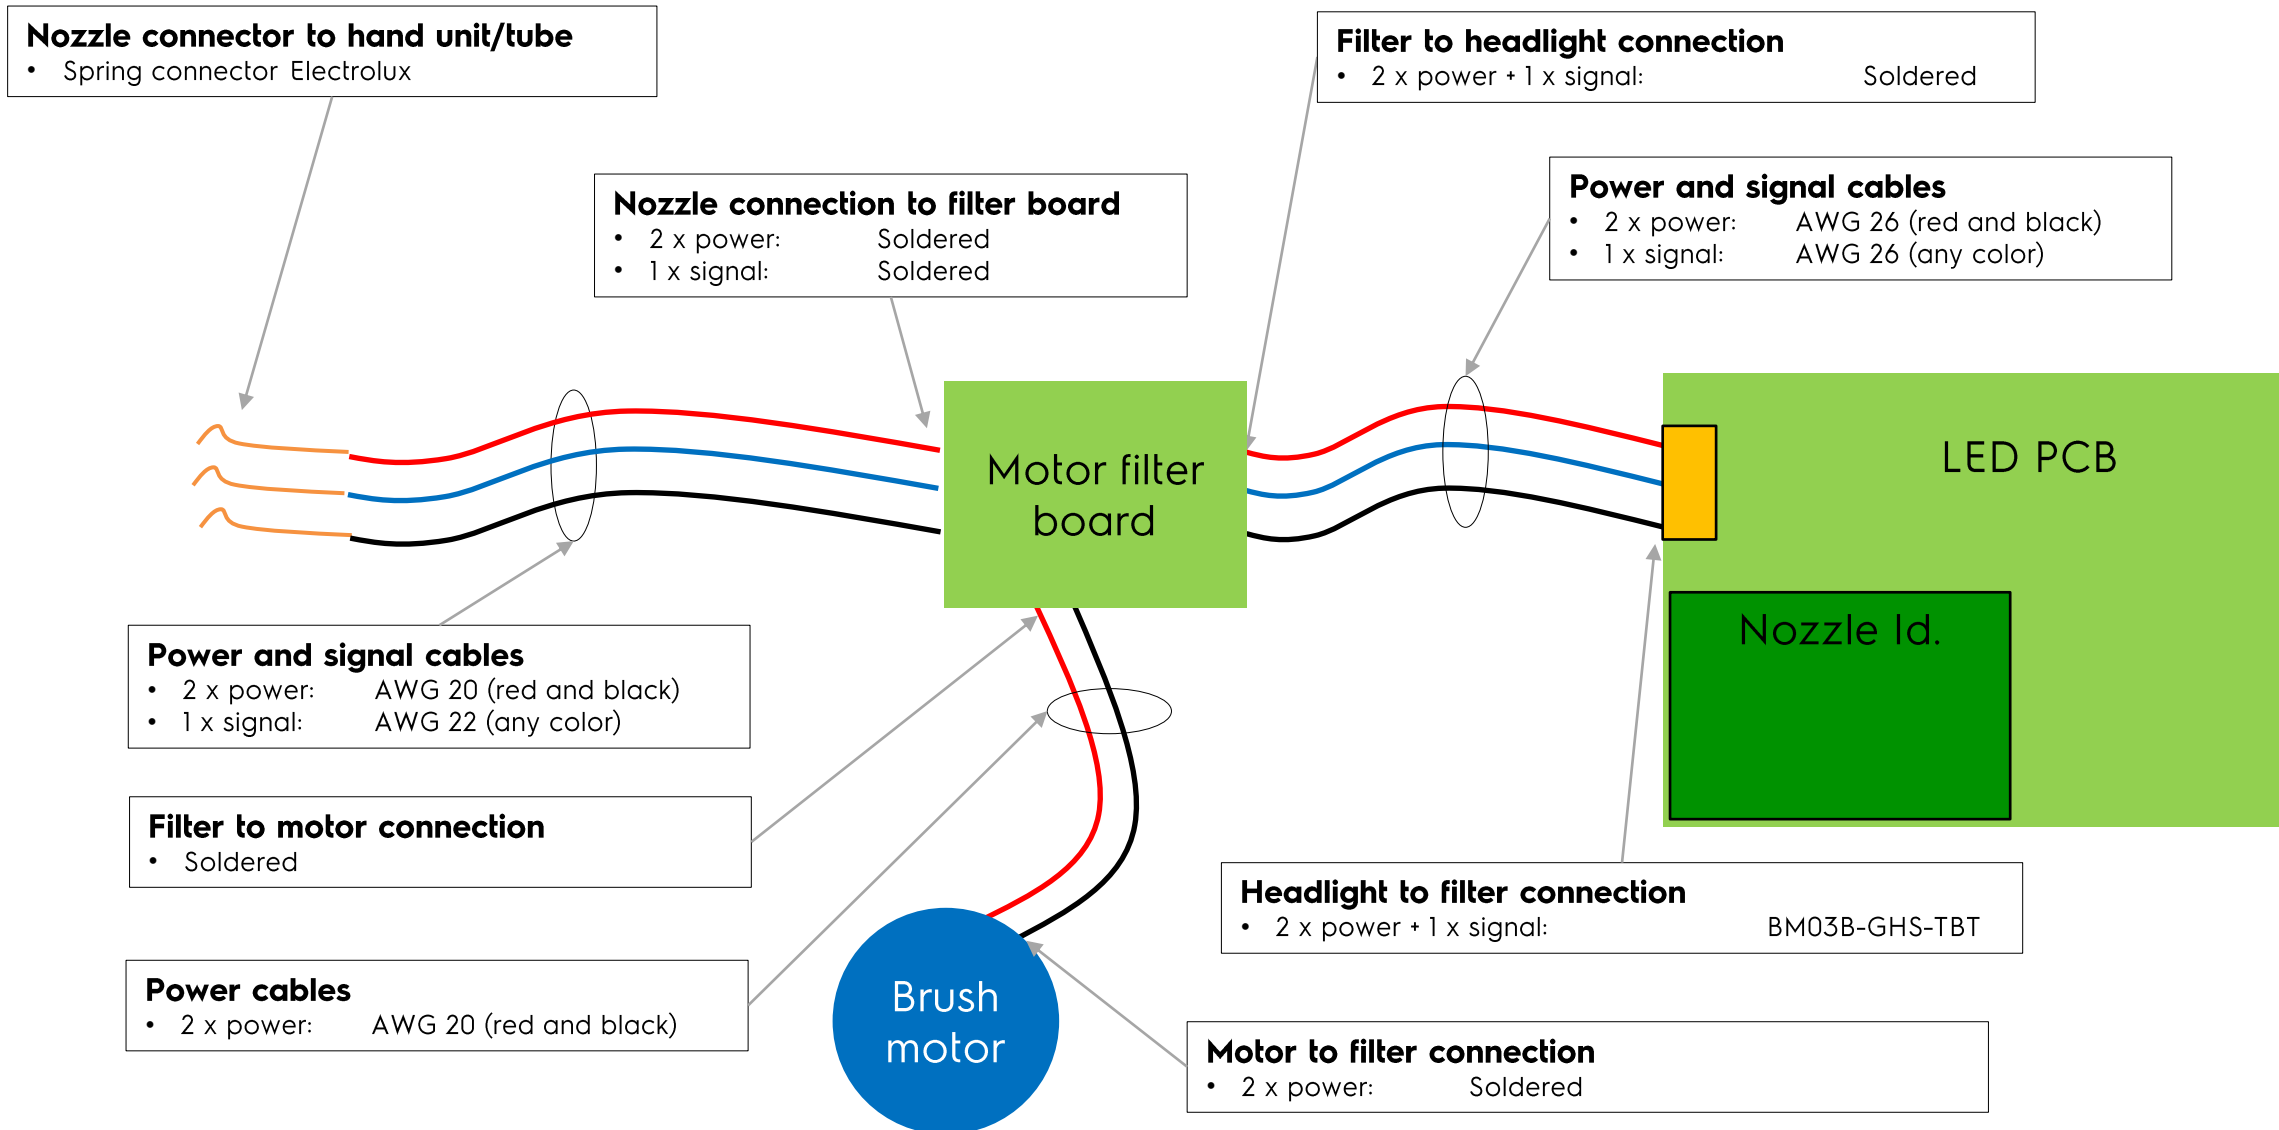 Nozzle connector to hand unit/tube
• Spring connector Electrolux
Filter to headlight connection
• 2 x power + 1 x signal: Soldered
Nozzle connection to filter board
• 2 x power: Soldered
• 1 x signal: Soldered
Power and signal cables
• 2 x power: AWG 26 (red and black)
• 1 x signal: AWG 26 (any color)
Motor filter
board
LED PCB
Nozzle Id.
Power and signal cables
• 2 x power: AWG 20 (red and black)
• 1 x signal: AWG 22 (any color)
Filter to motor connection
• Soldered
Headlight to filter connection
• 2 x power + 1 x signal: BM03B-GHS-TBT
Power cables
• 2 x power: AWG 20 (red and black)
Brush
motor
Motor to filter connection
• 2 x power: Soldered